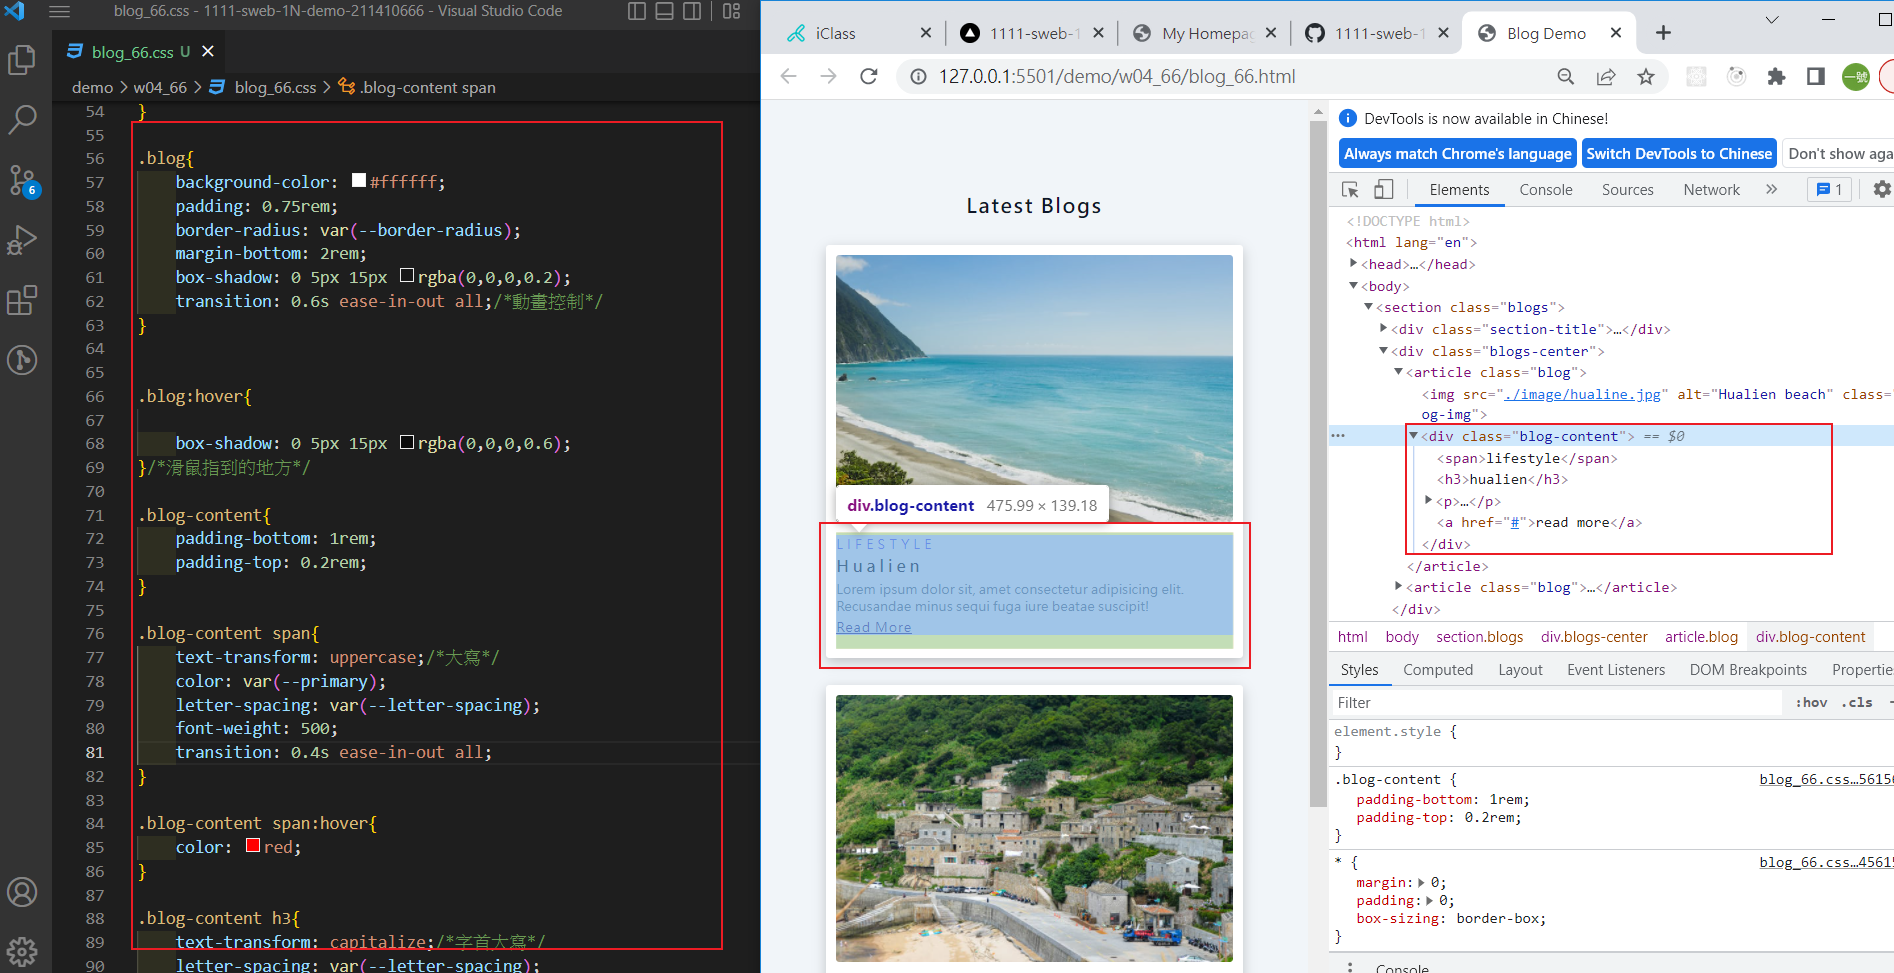 blog_66.css - 1111-sweb-1N-demo-211410666 - Visual Studio Code
blog_66.css U
demo > w04_66 > blog_66.css > .blog-content span
54 }
55
56 .blog{
57 background-color: #ffffff;
58 padding: 0.75rem;
59 border-radius: var(--border-radius);
60 margin-bottom: 2rem;
61 box-shadow: 0 5px 15px rgba(0,0,0,0.2);
62 transition: 0.6s ease-in-out all;/*動畫控制*/
63 }
64
65
66 .blog:hover{
67
68 box-shadow: 0 5px 15px rgba(0,0,0,0.6);
69 }/*滑鼠指到的地方*/
70
71 .blog-content{
72 padding-bottom: 1rem;
73 padding-top: 0.2rem;
74 }
75
76 .blog-content span{
77 text-transform: uppercase;/*大寫*/
78 color: var(--primary);
79 letter-spacing: var(--letter-spacing);
80 font-weight: 500;
81 transition: 0.4s ease-in-out all;
82 }
83
84 .blog-content span:hover{
85 color: red;
86 }
87
88 .blog-content h3{
89 text-transform: capitalize;/*字首大寫*/
90 letter-spacing: var(--letter-spacing);
6
iClass
1111-sweb-1
My Homepag
1111-sweb-1
Blog Demo
127.0.0.1:5501/demo/w04_66/blog_66.html
一號
Latest Blogs
div.blog-content 475.99 × 139.18
LIFESTYLE
Hualien
Lorem ipsum dolor sit, amet consectetur adipisicing elit.
Recusandae minus sequi fuga iure beatae suscipit!
Read More
DevTools is now available in Chinese!
Always match Chrome's language
Switch DevTools to Chinese
Don't show aga
Elements
Console
Sources
Network
1
<!DOCTYPE html>
<html lang="en">
<head>…</head>
<body>
<section class="blogs">
<div class="section-title">…</div>
<div class="blogs-center">
<article class="blog">
<img src="./image/hualine.jpg" alt="Hualien beach" class="
og-img">
<div class="blog-content"> == $0
<span>lifestyle</span>
<h3>hualien</h3>
<p>…</p>
<a href="#">read more</a>
</div>
</article>
<article class="blog">…</article>
</div>
html body section.blogs div.blogs-center article.blog div.blog-content
Styles Computed Layout Event Listeners DOM Breakpoints Propertie
Filter
:hov .cls
element.style {
}
.blog-content { blog_66.css…5615
padding-bottom: 1rem;
padding-top: 0.2rem;
}
* { blog_66.css…4561
margin: 0;
padding: 0;
box-sizing: border-box;
}
Console